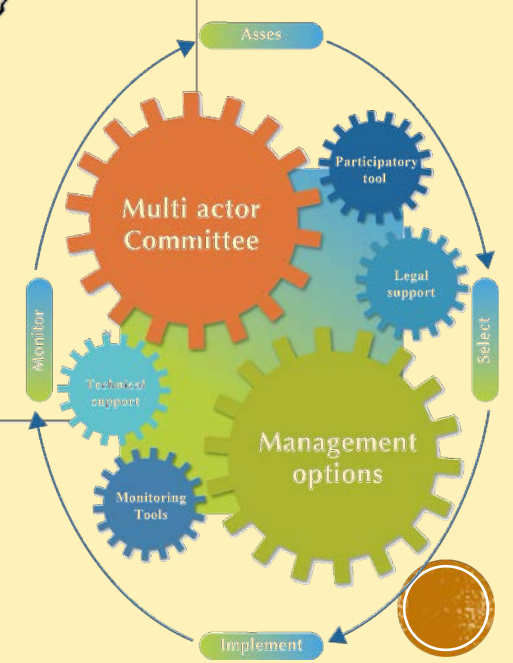 Asses
Participatory
tool
Multi actor
Committee
Legal
support
Monitor
Select
Technical
support
Management
options
Monitoring
Tools
Implement